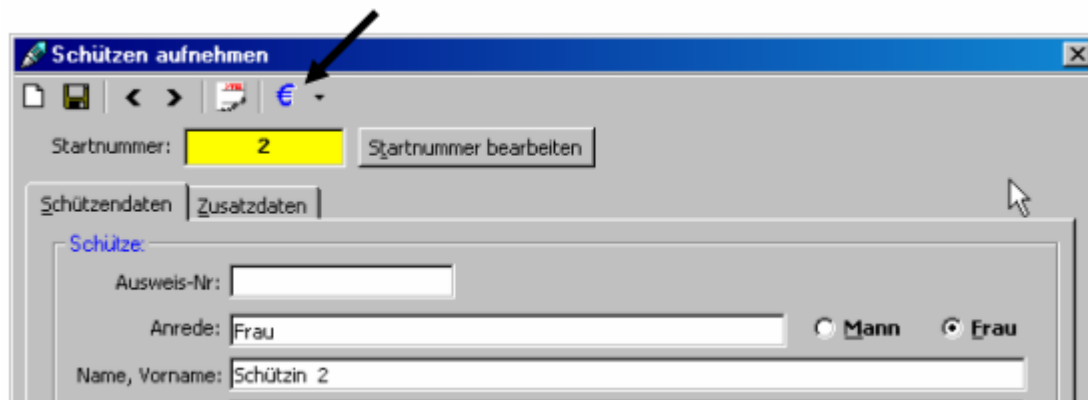 Schützen aufnehmen
< > €
Startnummer: 2 Startnummer bearbeiten
Schützendaten Zusatzdaten
Schütze:
Ausweis-Nr:
Anrede: Frau Mann Frau
Name, Vorname: Schützin 2